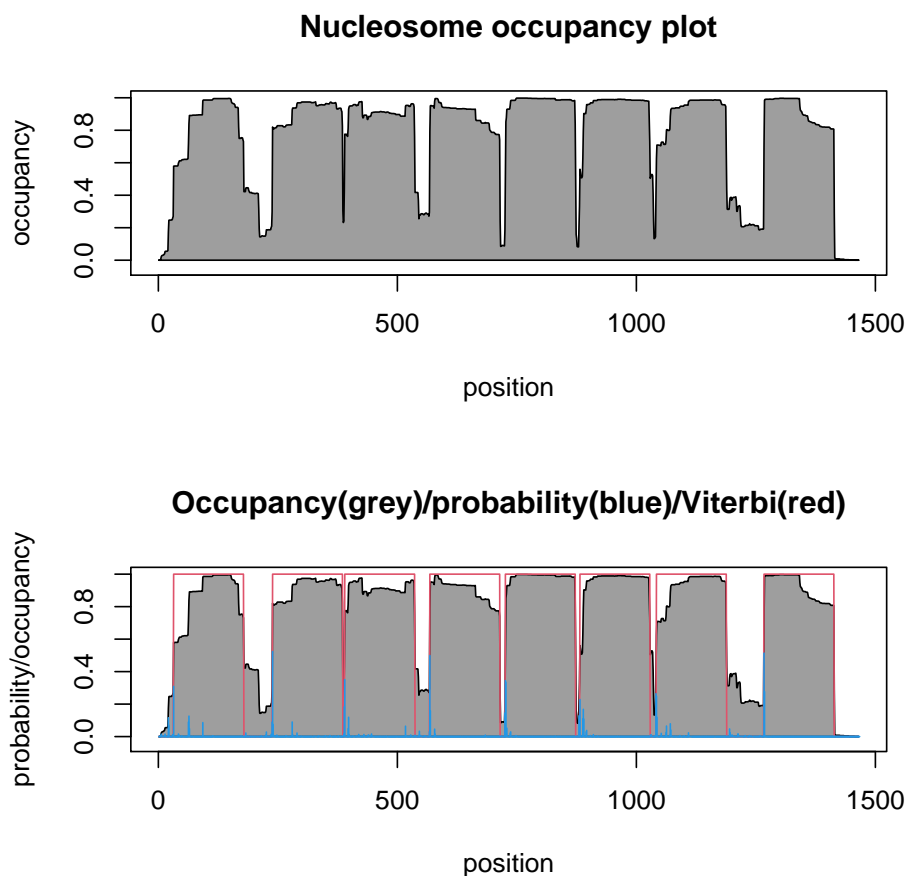 Nucleosome occupancy plot
occupancy
0.0 0.4 0.8
0 500 1000 1500
position
Occupancy(grey)/probability(blue)/Viterbi(red)
probability/occupancy
0.0 0.4 0.8
0 500 1000 1500
position